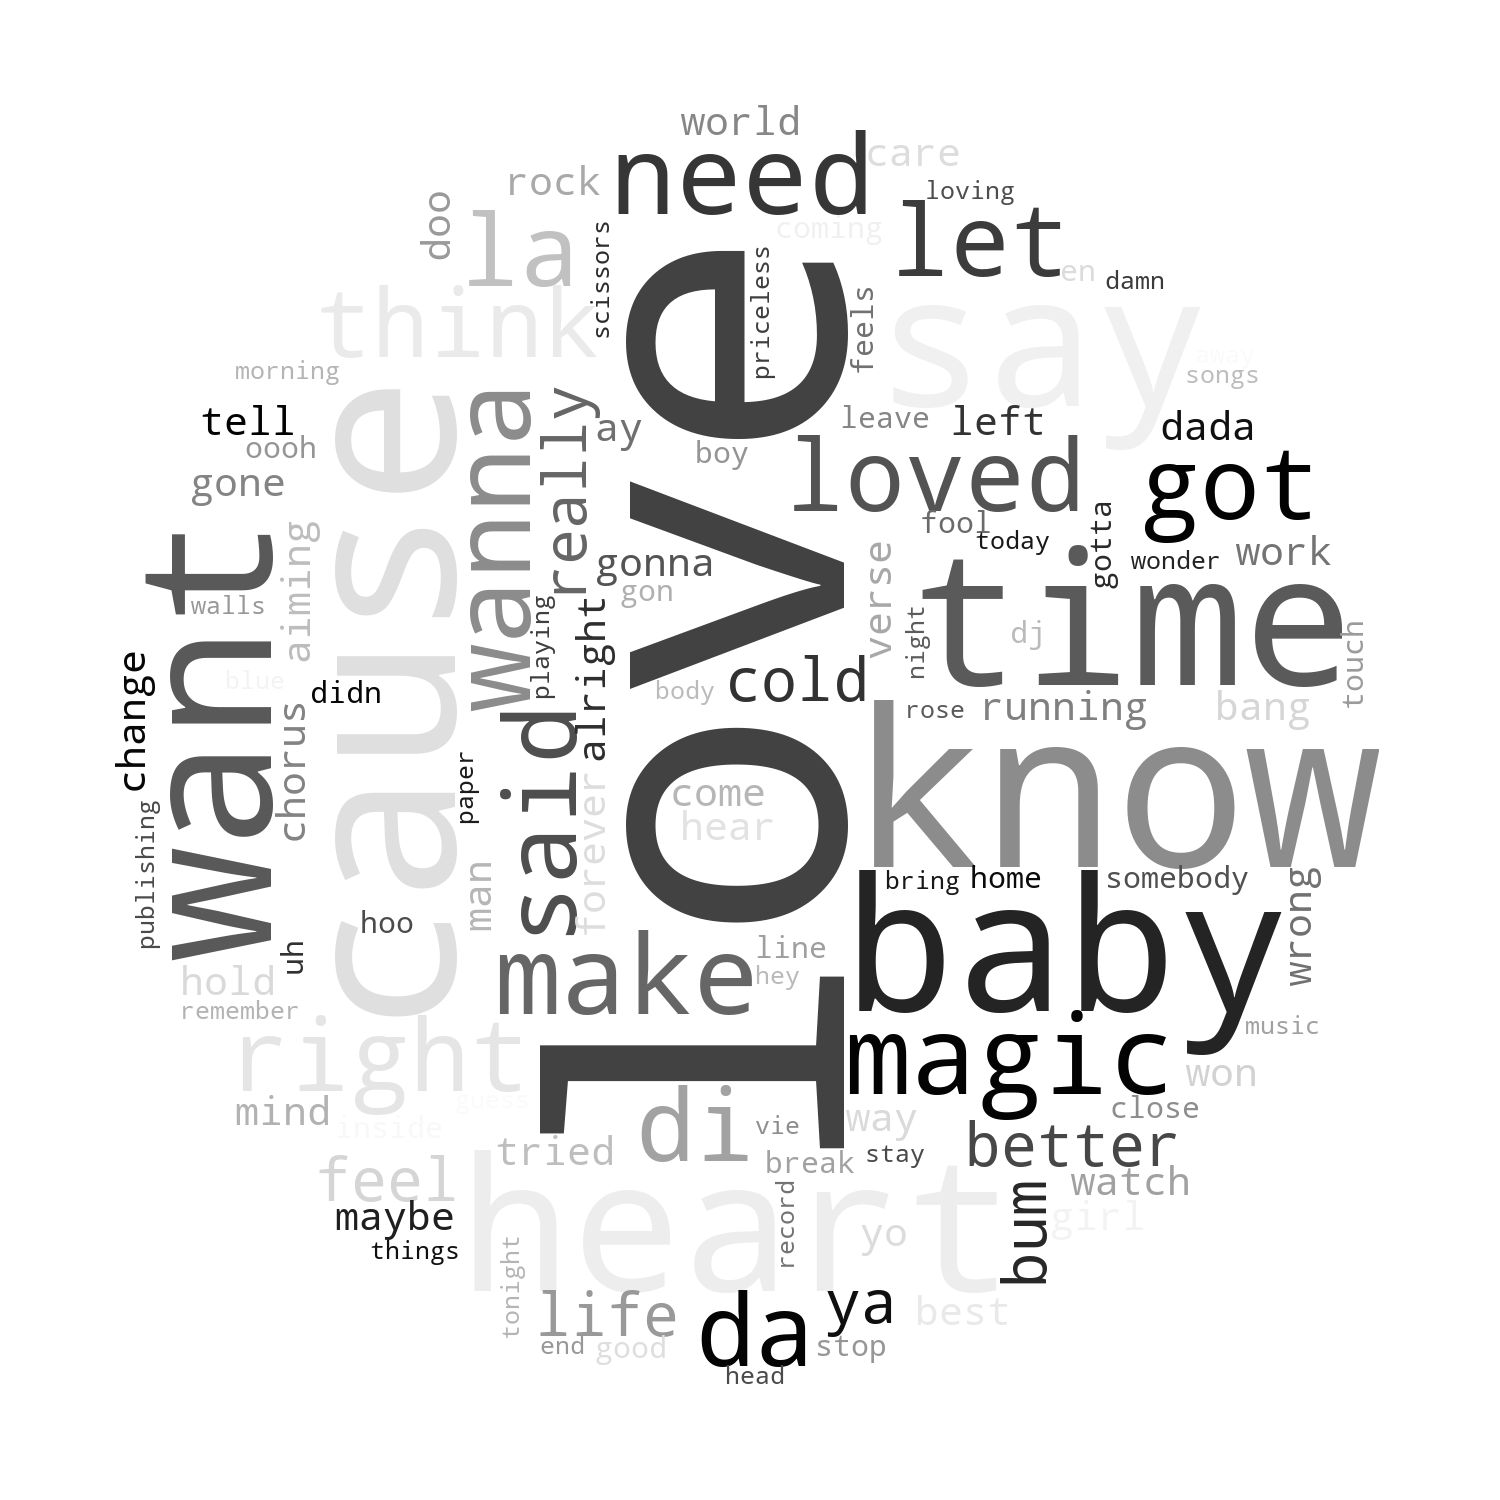 world
need
care
rock
loving
doo
la
let
scissors
coming
priceless
en
damn
think
say
feels
away
songs
morning
cause
wanna
really
love
tell
ay
leave
left
dada
oooh
boy
loved
got
gone
want
aiming
fool
today
gotta
wonder
work
gonna
gon
verse
time
walls
playing
alright
night
dj
touch
change
blue
didn
body
cold
rose
running
bang
chorus
said
know
paper
forever
come
hear
publishing
man
bring
home
somebody
wrong
baby
hoo
uh
make
line
hey
hold
remember
music
right
magic
won
mind
guess
inside
di
vie
way
close
tried
break
stay
better
feel
heart
record
watch
bum
girl
maybe
things
tonight
yo
life
da
ya
best
end
good
stop
head